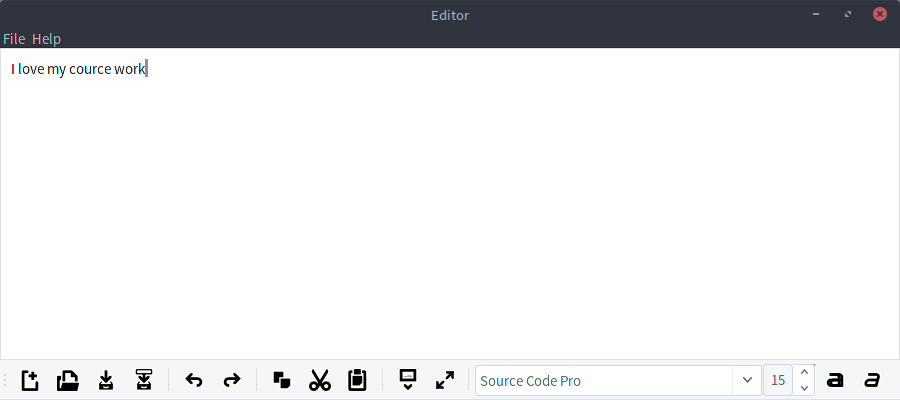 Editor
File Help
I love my cource work
Source Code Pro 15
a a